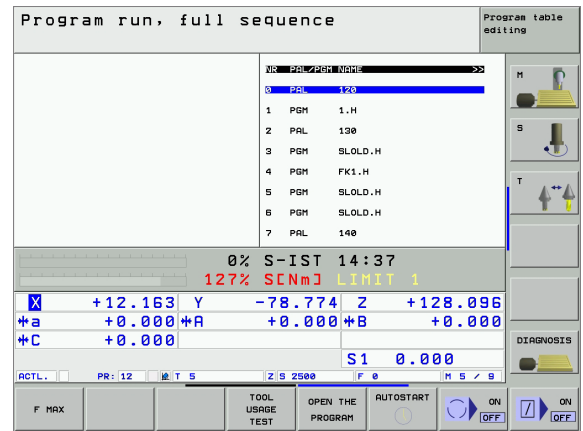 Program run, full sequence
Program table
editing
NR PAL/PGM NAME >>
0 PAL 120
1 PGM 1.H
2 PAL 130
3 PGM SLOLD.H
4 PGM FK1.H
5 PGM SLOLD.H
6 PGM SLOLD.H
7 PAL 140
M
S
T
0% S-IST 14:37
127% S[Nm] LIMIT 1
X +12.163 Y -78.774 Z +128.096
a +0.000 A +0.000 B +0.000
C +0.000
S1 0.000
DIAGNOSIS
ACTL. PR: 12 T 5 Z S 2500 F 0 M 5 / 9
F MAX
TOOL
USAGE
TEST
OPEN THE
PROGRAM
AUTOSTART
ON
OFF
ON
OFF